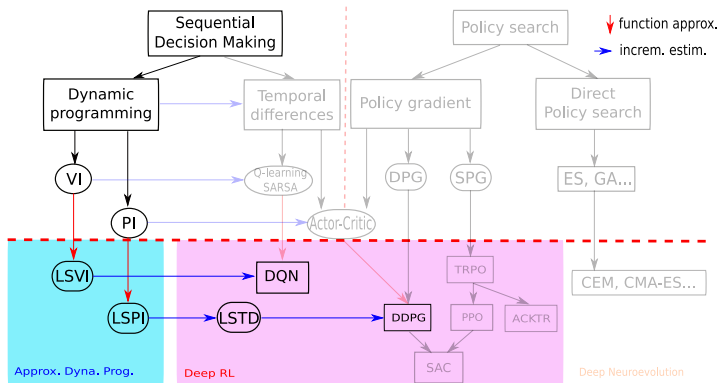 Sequential
Decision Making
Policy search
function approx.
increm. estim.
Dynamic
programming
Temporal
differences
Policy gradient
Direct
Policy search
VI
Q-learning
SARSA
DPG
SPG
ES, GA...
PI
Actor-Critic
LSVI
DQN
TRPO
CEM, CMA-ES...
LSPI
LSTD
DDPG
PPO
ACKTR
SAC
Approx. Dyna. Prog.
Deep RL
Deep Neuroevolution